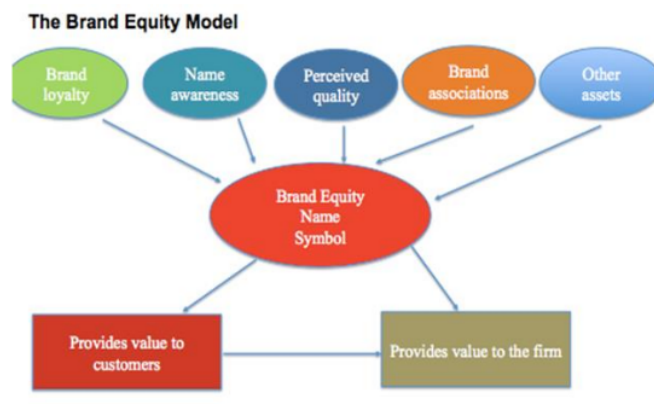 The Brand Equity Model
Brand
loyalty
Name
awareness
Perceived
quality
Brand
associations
Other
assets
Brand Equity
Name
Symbol
Provides value to
customers
Provides value to the firm